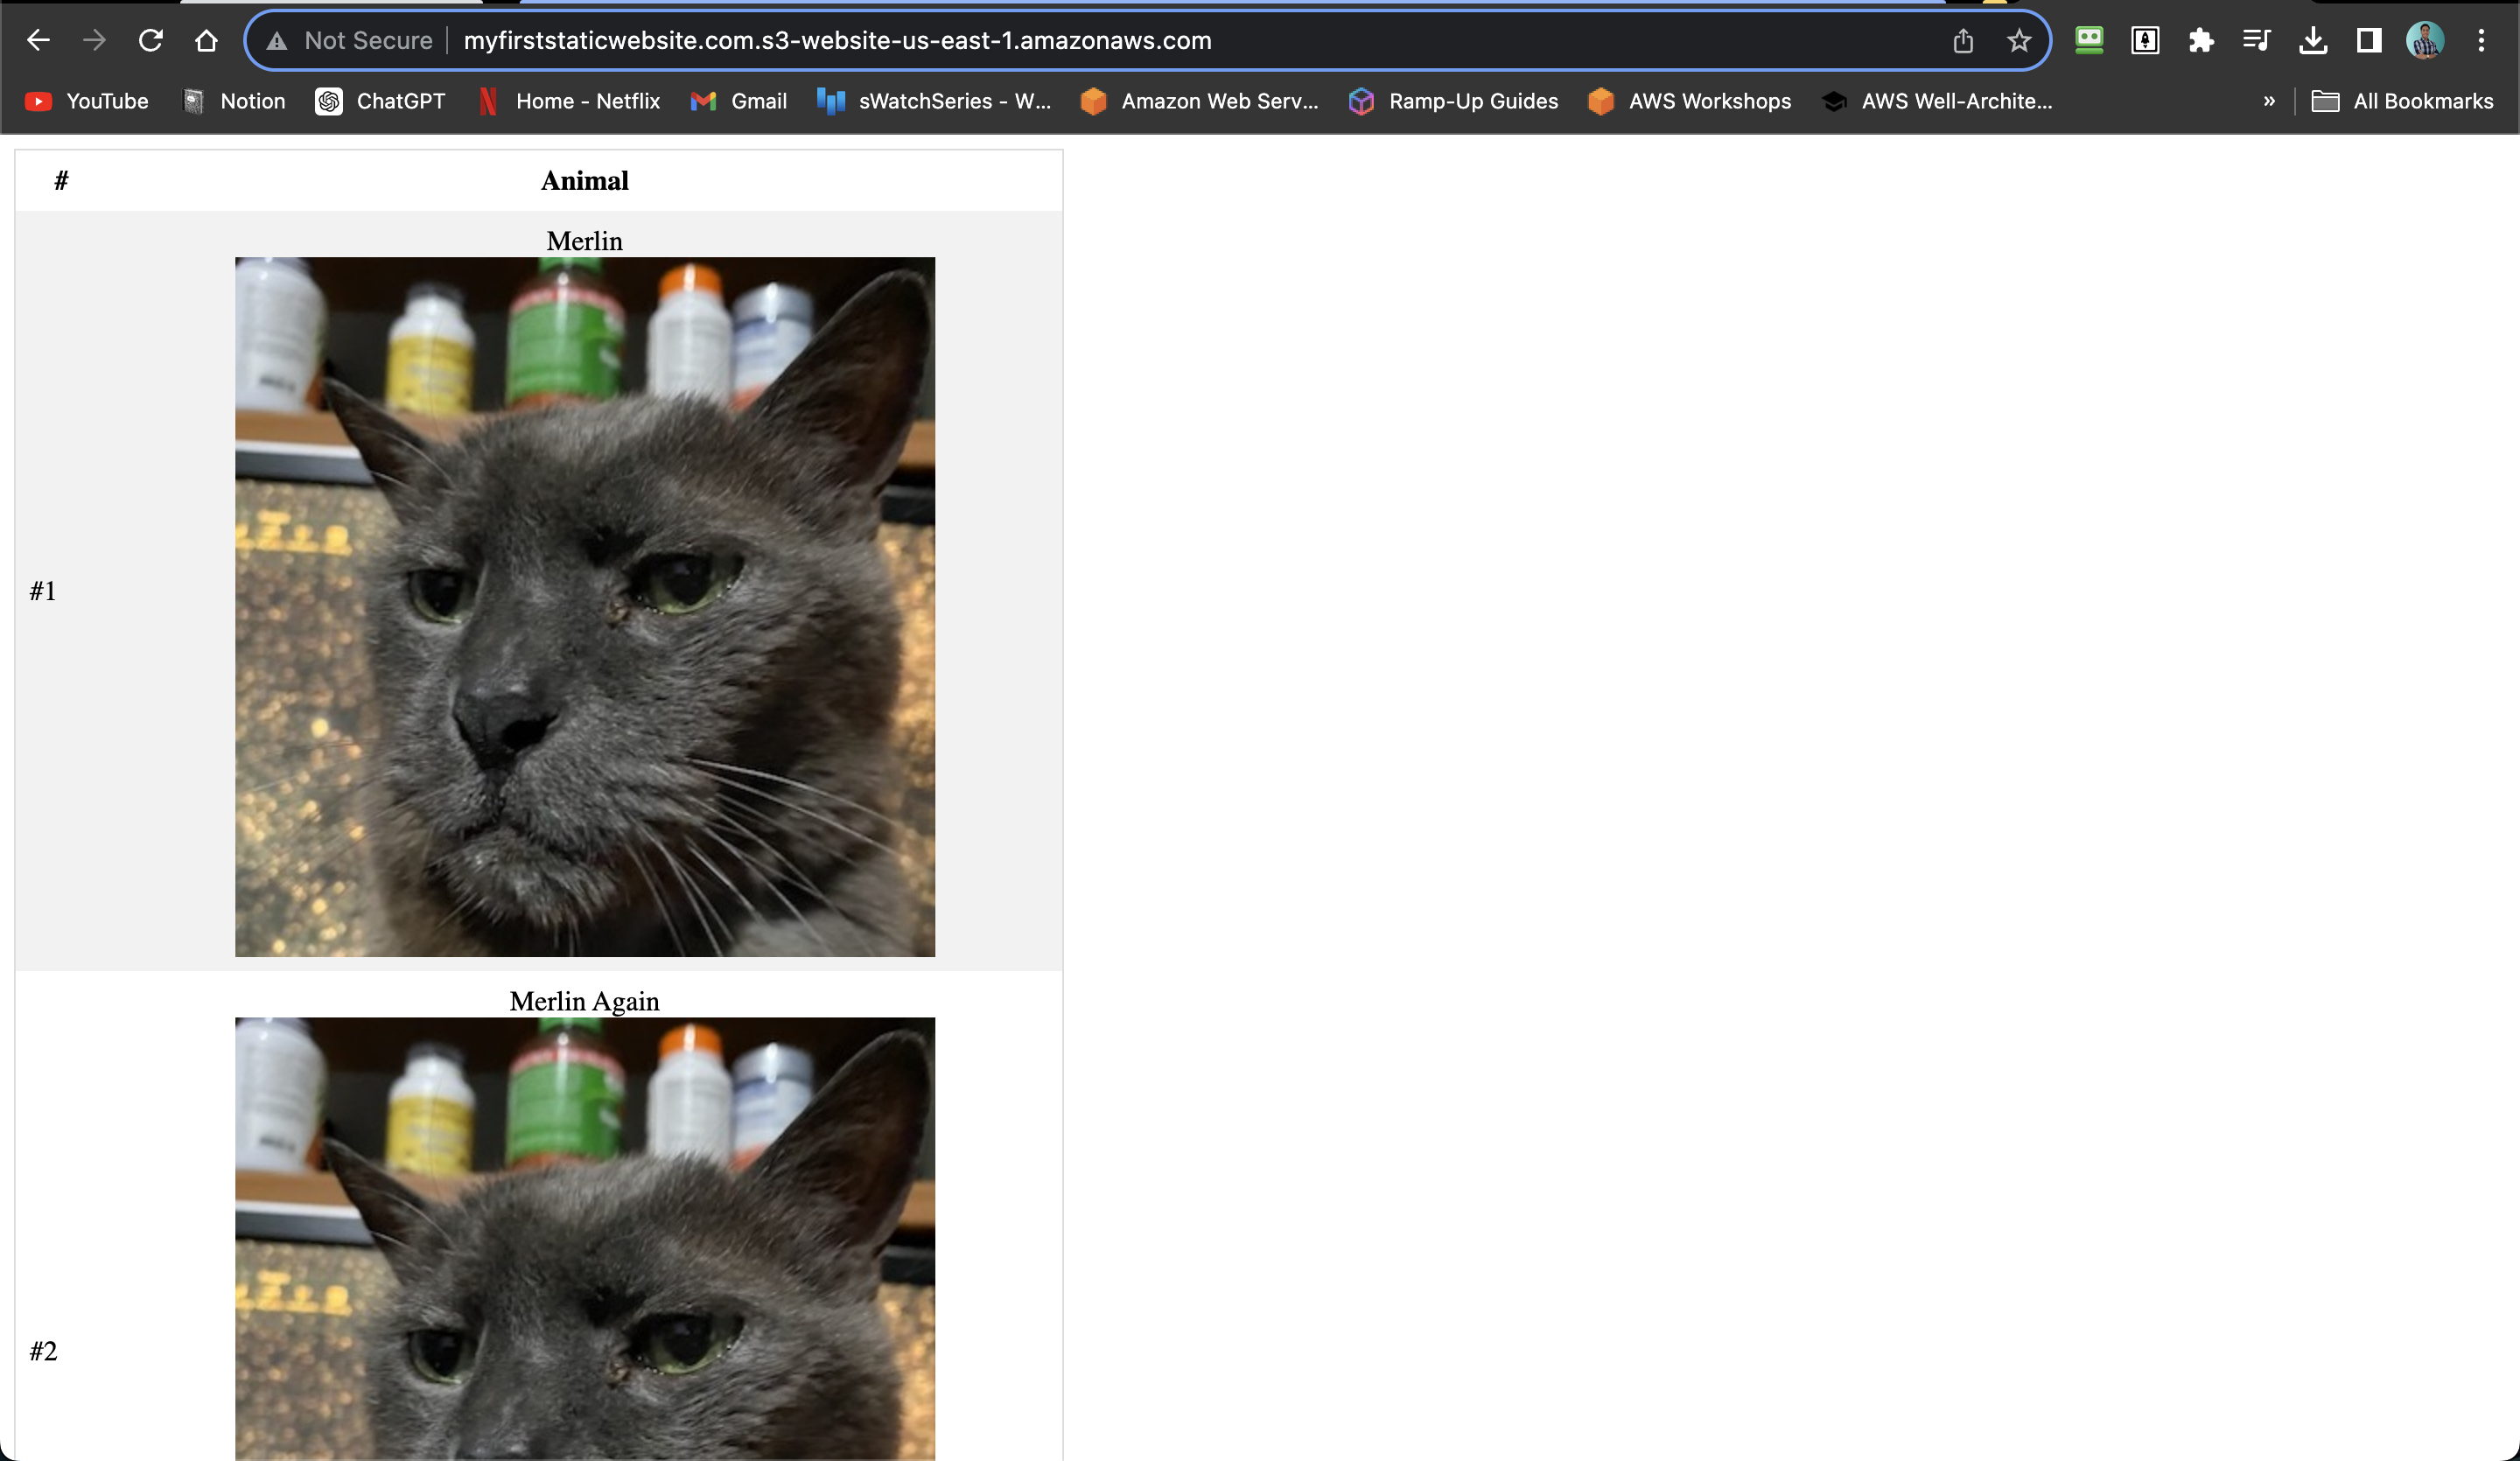 Not Secure myfirststaticwebsite.com.s3-website-us-east-1.amazonaws.com
YouTube Notion ChatGPT Home - Netflix Gmail sWatchSeries - W... Amazon Web Serv... Ramp-Up Guides AWS Workshops AWS Well-Archite... » All Bookmarks
# Animal
Merlin
#1
Merlin Again
#2